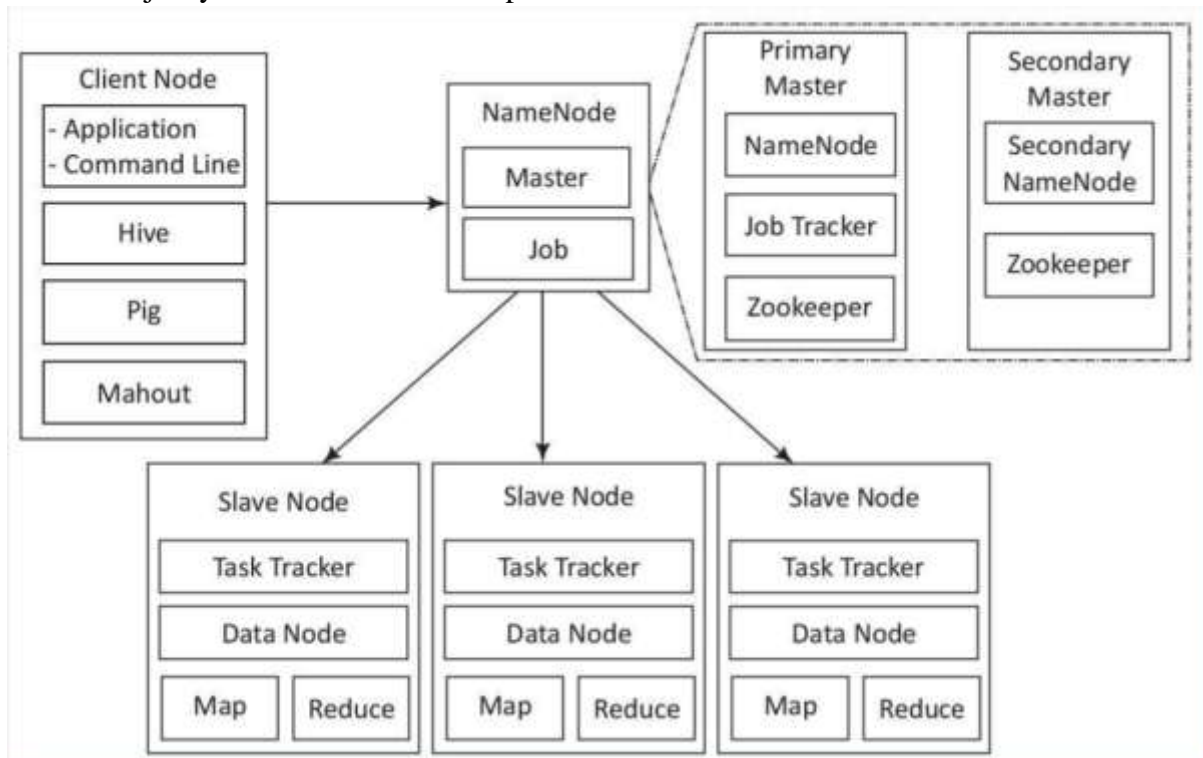 Client Node
- Application
- Command Line
Hive
Pig
Mahout
NameNode
Master
Job
Primary
Master
NameNode
Job Tracker
Zookeeper
Secondary
Master
Secondary
NameNode
Zookeeper
Slave Node
Task Tracker
Data Node
Map
Reduce
Slave Node
Task Tracker
Data Node
Map
Reduce
Slave Node
Task Tracker
Data Node
Map
Reduce